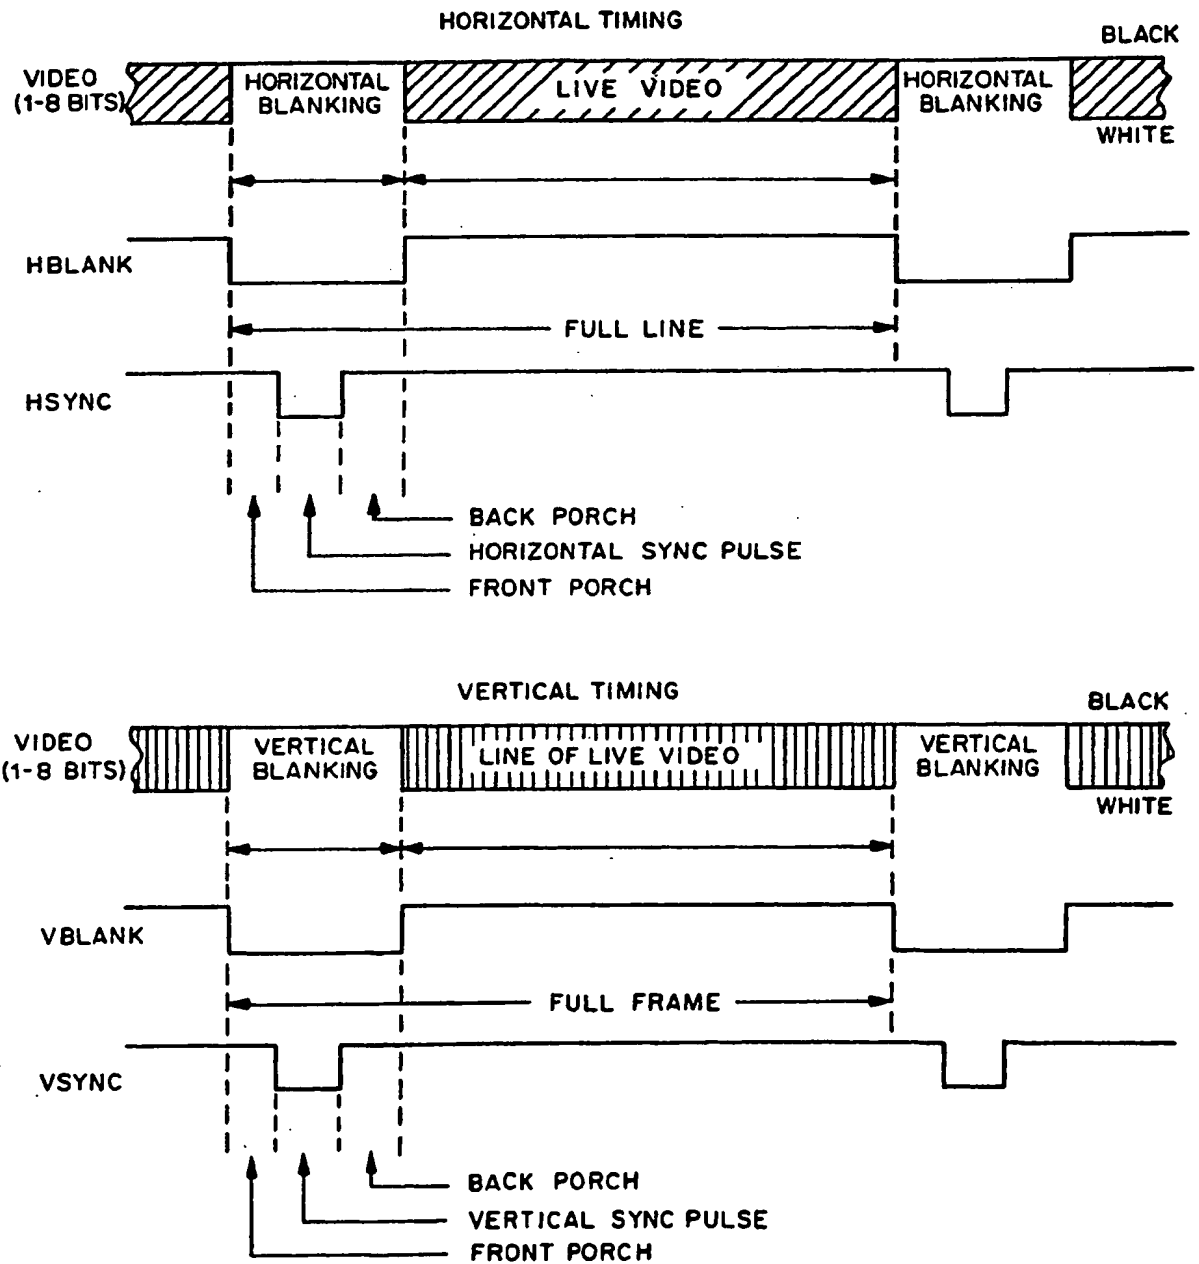 HORIZONTAL TIMING
BLACK
VIDEO
(1-8 BITS)
HORIZONTAL
BLANKING
LIVE VIDEO
HORIZONTAL
BLANKING
WHITE
HBLANK
FULL LINE
HSYNC
BACK PORCH
HORIZONTAL SYNC PULSE
FRONT PORCH
VERTICAL TIMING
BLACK
VIDEO
(1-8 BITS)
VERTICAL
BLANKING
LINE OF LIVE VIDEO
VERTICAL
BLANKING
WHITE
VBLANK
FULL FRAME
VSYNC
BACK PORCH
VERTICAL SYNC PULSE
FRONT PORCH